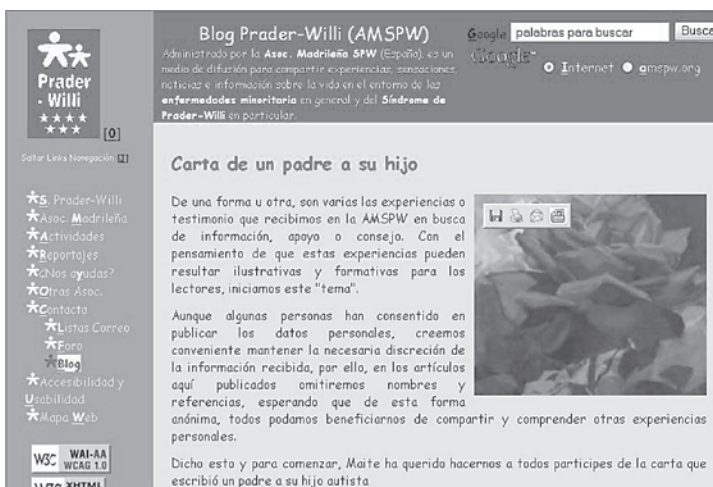 Prader
- Willi
[0]
Saltar Links Navegación [2]
S. Prader-Willi
Asoc. Madrileña
Actividades
Reportajes
¿Nos ayudas?
Otras Asoc.
Contacta
Listas Correo
Foro
Blog
Accesibilidad y
Usabilidad
Mapa Web
W3C WAI-AA
WCAG 1.0
Blog Prader-Willi (AMSPW)
Administrado por la Asoc. Madrileña SPW (España), es un
medio de difusión para compartir experiencias, sensaciones,
noticias e información sobre la vida en el entorno de las
enfermedades minoritaria en general y del Síndrome de
Prader-Willi en particular.
Google palabras para buscar Busca
Google Internet amspw.org
Carta de un padre a su hijo
De una forma u otra, son varias las experiencias o
testimonio que recibimos en la AMSPW en busca
de información, apoyo o consejo. Con el
pensamiento de que estas experiencias pueden
resultar ilustrativas y formativas para los
lectores, iniciamos este "tema".
Aunque algunas personas han consentido en
publicar los datos personales, creemos
conveniente mantener la necesaria discreción de
la información recibida, por ello, en los artículos
aquí publicados omitiremos nombres y
referencias, esperando que de esta forma
anónima, todos podamos beneficiarnos de compartir y comprender otras experiencias
personales.
Dicho esto y para comenzar, Maite ha querido hacernos a todos participes de la carta que
escribió un padre a su hijo autista